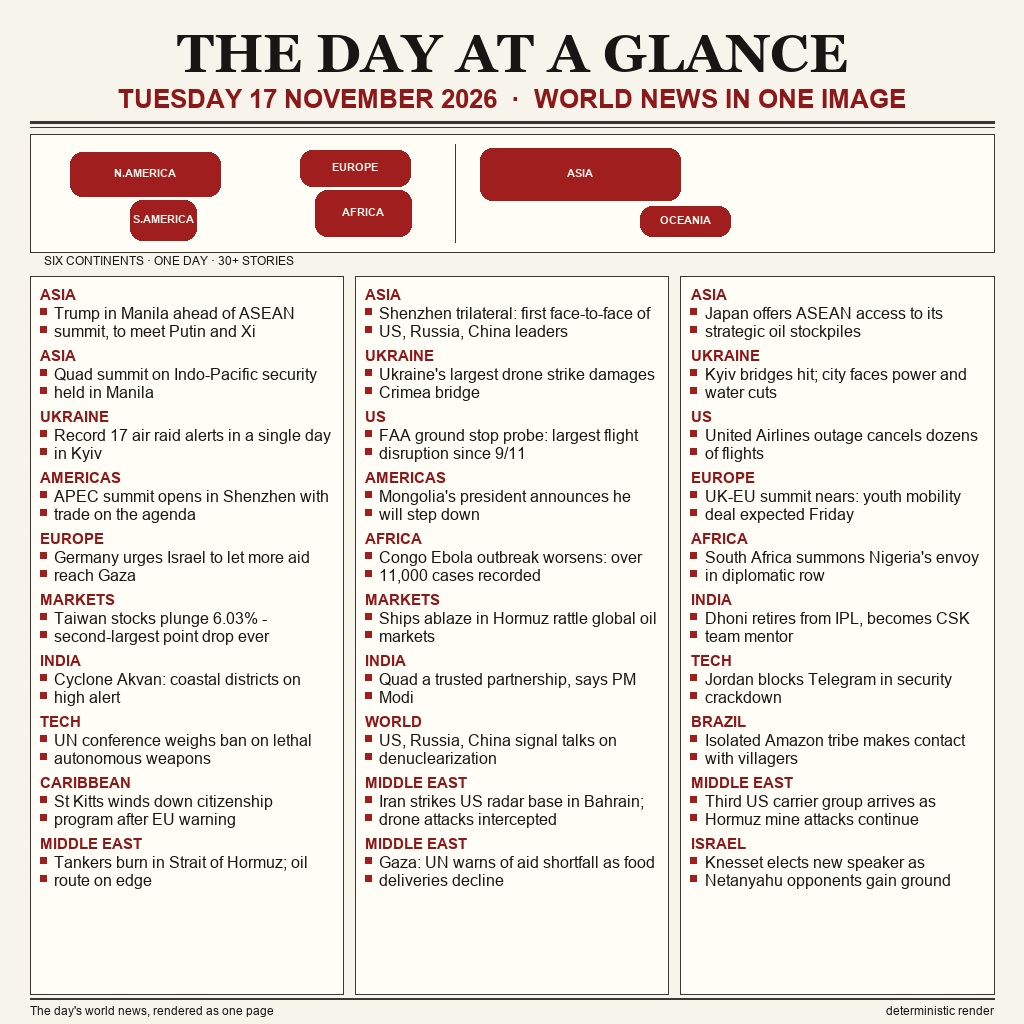 THE DAY AT A GLANCE
TUESDAY 17 NOVEMBER 2026 · WORLD NEWS IN ONE IMAGE
N.AMERICA
S.AMERICA
EUROPE
AFRICA
ASIA
OCEANIA
SIX CONTINENTS · ONE DAY · 30+ STORIES
ASIA
Trump in Manila ahead of ASEAN
summit, to meet Putin and Xi
ASIA
Quad summit on Indo-Pacific security
held in Manila
UKRAINE
Record 17 air raid alerts in a single day
in Kyiv
AMERICAS
APEC summit opens in Shenzhen with
trade on the agenda
EUROPE
Germany urges Israel to let more aid
reach Gaza
MARKETS
Taiwan stocks plunge 6.03% -
second-largest point drop ever
INDIA
Cyclone Akvan: coastal districts on
high alert
TECH
UN conference weighs ban on lethal
autonomous weapons
CARIBBEAN
St Kitts winds down citizenship
program after EU warning
MIDDLE EAST
Tankers burn in Strait of Hormuz; oil
route on edge
ASIA
Shenzhen trilateral: first face-to-face of
US, Russia, China leaders
UKRAINE
Ukraine's largest drone strike damages
Crimea bridge
US
FAA ground stop probe: largest flight
disruption since 9/11
AMERICAS
Mongolia's president announces he
will step down
AFRICA
Congo Ebola outbreak worsens: over
11,000 cases recorded
MARKETS
Ships ablaze in Hormuz rattle global oil
markets
INDIA
Quad a trusted partnership, says PM
Modi
WORLD
US, Russia, China signal talks on
denuclearization
MIDDLE EAST
Iran strikes US radar base in Bahrain;
drone attacks intercepted
MIDDLE EAST
Gaza: UN warns of aid shortfall as food
deliveries decline
ASIA
Japan offers ASEAN access to its
strategic oil stockpiles
UKRAINE
Kyiv bridges hit; city faces power and
water cuts
US
United Airlines outage cancels dozens
of flights
EUROPE
UK-EU summit nears: youth mobility
deal expected Friday
AFRICA
South Africa summons Nigeria's envoy
in diplomatic row
INDIA
Dhoni retires from IPL, becomes CSK
team mentor
TECH
Jordan blocks Telegram in security
crackdown
BRAZIL
Isolated Amazon tribe makes contact
with villagers
MIDDLE EAST
Third US carrier group arrives as
Hormuz mine attacks continue
ISRAEL
Knesset elects new speaker as
Netanyahu opponents gain ground
The day's world news, rendered as one page
deterministic render